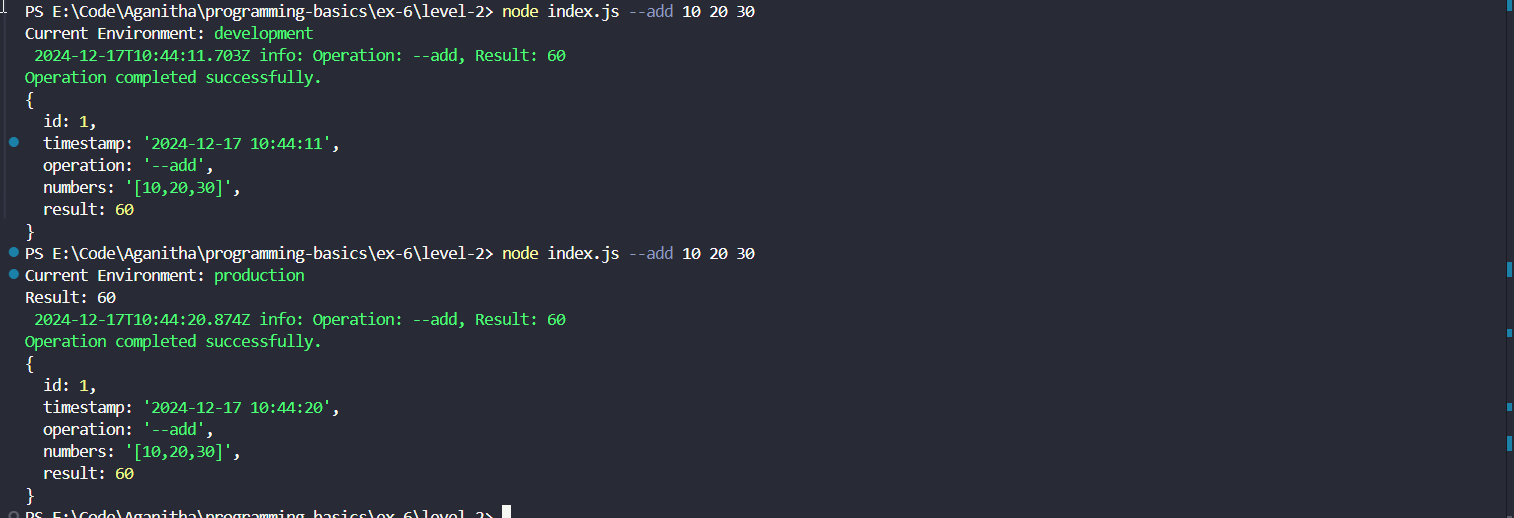 PS E:\Code\Aganitha\programming-basics\ex-6\level-2> node index.js --add 10 20 30
Current Environment: development
2024-12-17T10:44:11.703Z info: Operation: --add, Result: 60
Operation completed successfully.
{
id: 1,
timestamp: '2024-12-17 10:44:11',
operation: '--add',
numbers: '[10,20,30]',
result: 60
}
PS E:\Code\Aganitha\programming-basics\ex-6\level-2> node index.js --add 10 20 30
Current Environment: production
Result: 60
2024-12-17T10:44:20.874Z info: Operation: --add, Result: 60
Operation completed successfully.
{
id: 1,
timestamp: '2024-12-17 10:44:20',
operation: '--add',
numbers: '[10,20,30]',
result: 60
}
PS E:\Code\Aganitha\programming-basics\ex-6\level-2>